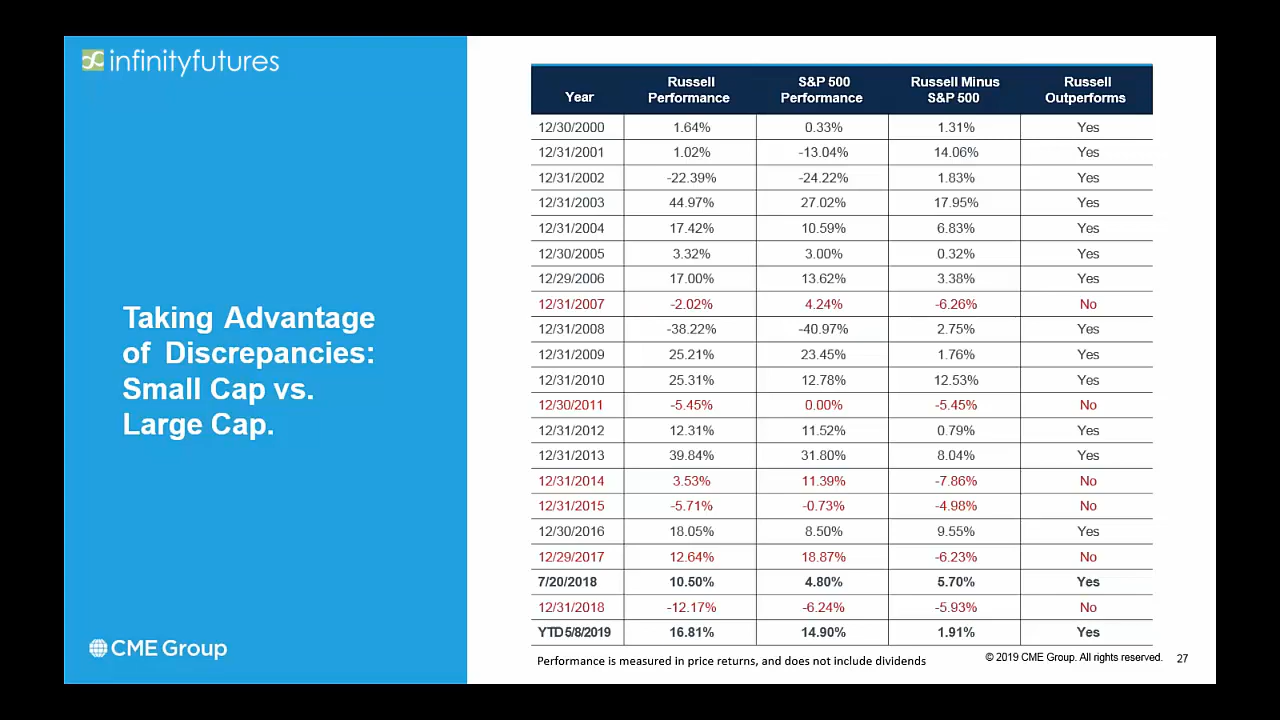 infinityfutures
Taking Advantage
of Discrepancies:
Small Cap vs.
Large Cap.
CME Group
Year Russell Performance S&P 500 Performance Russell Minus S&P 500 Russell Outperforms
12/30/2000 1.64% 0.33% 1.31% Yes
12/31/2001 1.02% -13.04% 14.06% Yes
12/31/2002 -22.39% -24.22% 1.83% Yes
12/31/2003 44.97% 27.02% 17.95% Yes
12/31/2004 17.42% 10.59% 6.83% Yes
12/30/2005 3.32% 3.00% 0.32% Yes
12/29/2006 17.00% 13.62% 3.38% Yes
12/31/2007 -2.02% 4.24% -6.26% No
12/31/2008 -38.22% -40.97% 2.75% Yes
12/31/2009 25.21% 23.45% 1.76% Yes
12/31/2010 25.31% 12.78% 12.53% Yes
12/30/2011 -5.45% 0.00% -5.45% No
12/31/2012 12.31% 11.52% 0.79% Yes
12/31/2013 39.84% 31.80% 8.04% Yes
12/31/2014 3.53% 11.39% -7.86% No
12/31/2015 -5.71% -0.73% -4.98% No
12/30/2016 18.05% 8.50% 9.55% Yes
12/29/2017 12.64% 18.87% -6.23% No
7/20/2018 10.50% 4.80% 5.70% Yes
12/31/2018 -12.17% -6.24% -5.93% No
YTD5/8/2019 16.81% 14.90% 1.91% Yes
Performance is measured in price returns, and does not include dividends
© 2019 CME Group. All rights reserved. 27